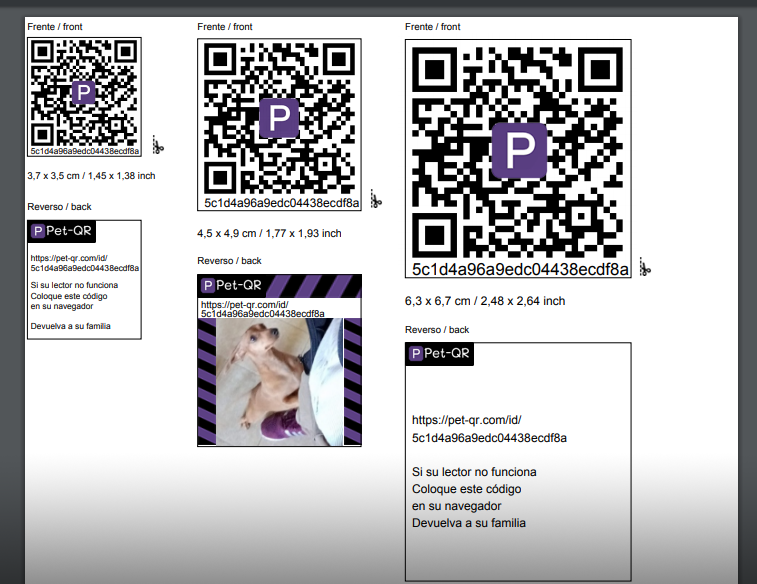 Frente / front
P
5c1d4a96a9edc04438ecdf8a
3,7 x 3,5 cm / 1,45 x 1,38 inch
Reverso / back
P Pet-QR
https://pet-qr.com/id/
5c1d4a96a9edc04438ecdf8a
Si su lector no funciona
Coloque este código
en su navegador
Devuelva a su familia
Frente / front
P
5c1d4a96a9edc04438ecdf8a
4,5 x 4,9 cm / 1,77 x 1,93 inch
Reverso / back
P Pet-QR
https://pet-qr.com/id/
5c1d4a96a9edc04438ecdf8a
Frente / front
P
5c1d4a96a9edc04438ecdf8a
6,3 x 6,7 cm / 2,48 x 2,64 inch
Reverso / back
P Pet-QR
https://pet-qr.com/id/
5c1d4a96a9edc04438ecdf8a
Si su lector no funciona
Coloque este código
en su navegador
Devuelva a su familia